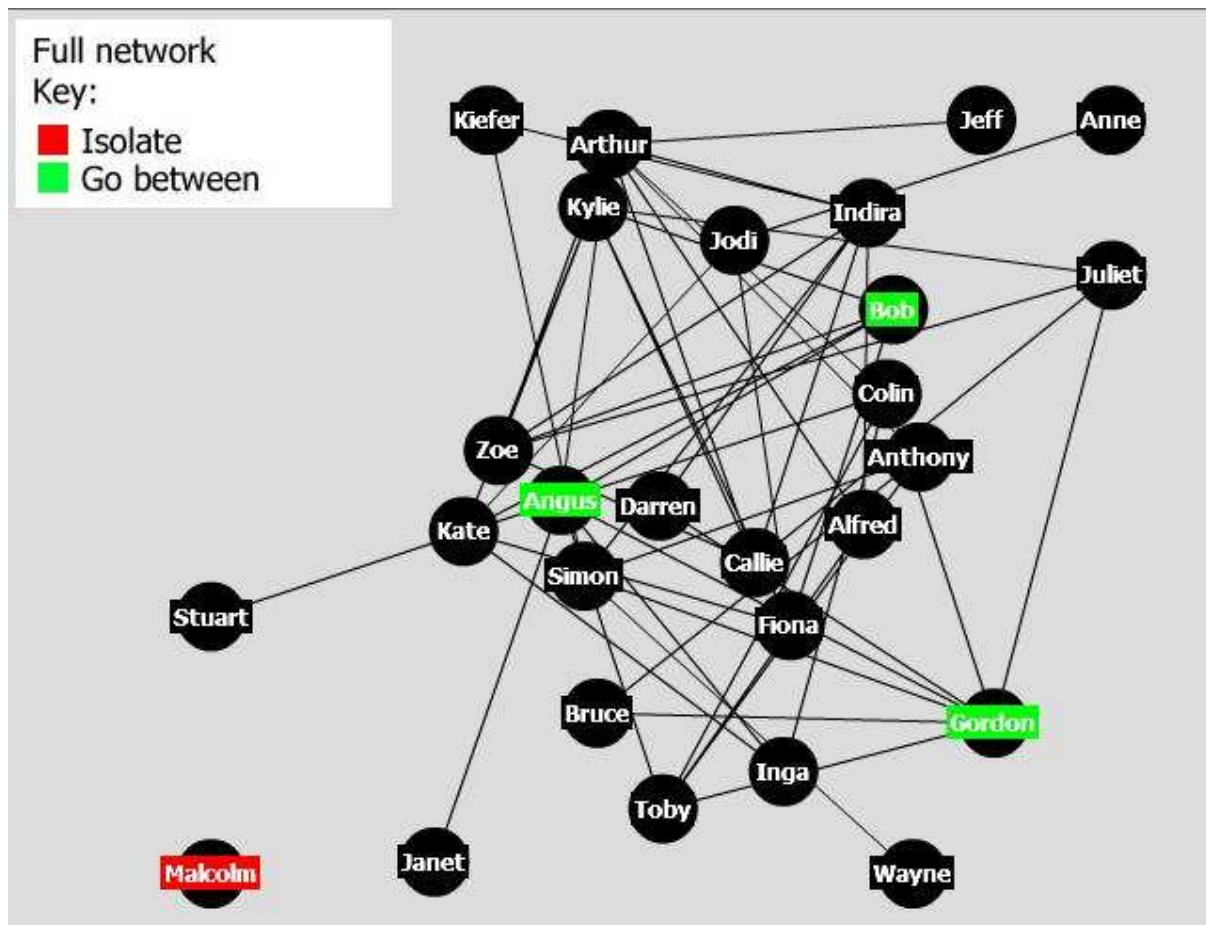 Full network
Key:
Isolate
Go between
Kiefer
Arthur
Jeff
Anne
Kylie
Indira
Jodi
Juliet
Bob
Colin
Zoe
Anthony
Angus
Darren
Kate
Alfred
Callie
Simon
Stuart
Fiona
Bruce
Gordon
Inga
Toby
Malcolm
Janet
Wayne